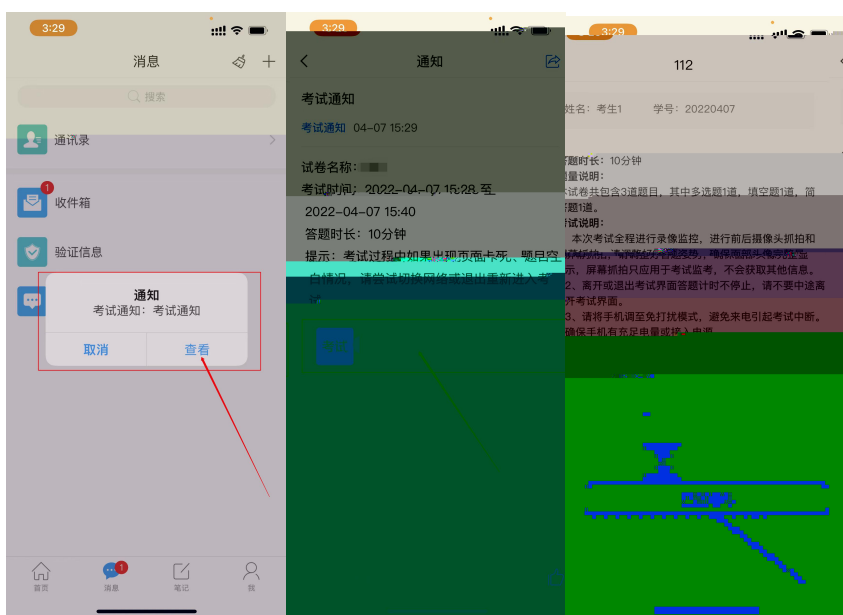 3:29
消息
搜索
通讯录
1
收件箱
验证信息
通知
考试通知：考试通知
取消
查看
首页
消息
1
笔记
我
3:29
通知
考试通知
考试通知 04-07 15:29
试卷名称：
考试时间：2022-04-07 15:28 至
2022-04-07 15:40
答题时长：10分钟
提示：考试过程中如果出现页面卡死、题目空
白情况，请尝试切换网络或退出重新进入考
试。
3:29
112
姓名：考生1 学号：20220407
答题时长：10分钟
题量说明：
本试卷共包含3道题目，其中多选题1道，填空题1道，简
答题1道。
考试说明：
本次考试全程进行录像监控，进行前后摄像头抓拍和
示，屏幕抓拍只应用于考试监考，不会获取其他信息。
2、离开或退出考试界面答题计时不停止，请不要中途离
开考试界面。
3、请将手机调至免打扰模式，避免来电引起考试中断。
确保手机有充足电量或接入电源